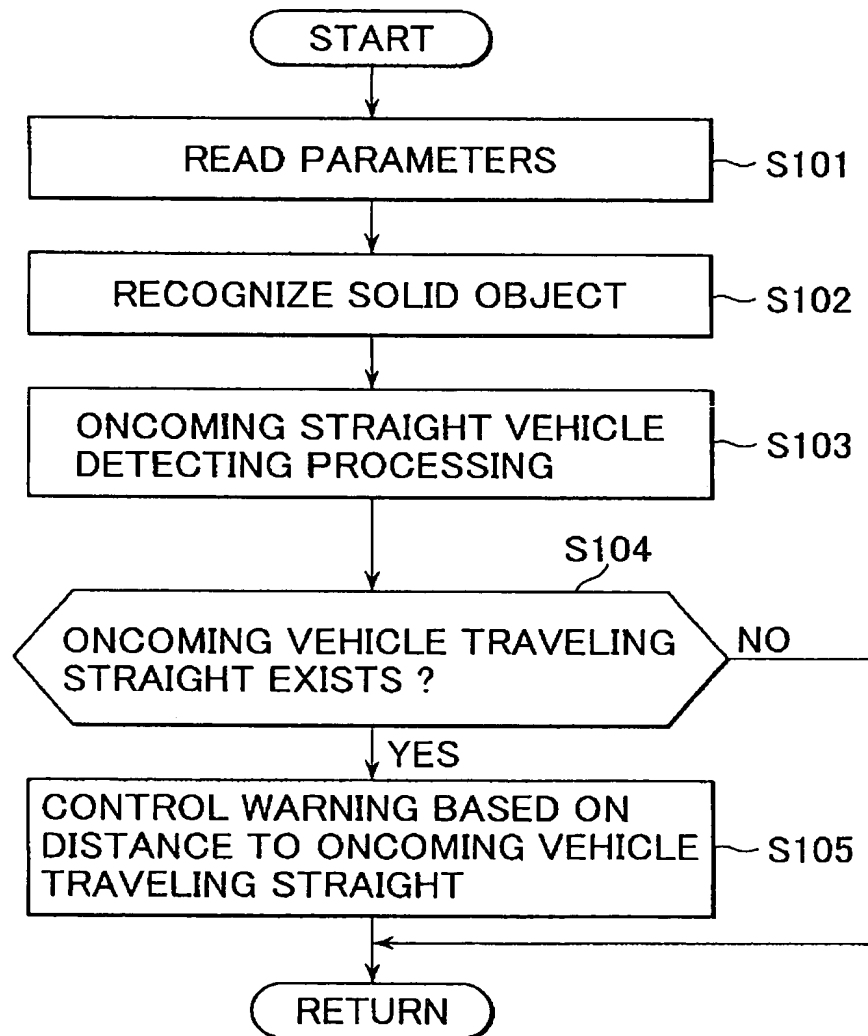 START
READ PARAMETERS
S101
RECOGNIZE SOLID OBJECT
S102
ONCOMING STRAIGHT VEHICLE
DETECTING PROCESSING
S103
S104
ONCOMING VEHICLE TRAVELING
STRAIGHT EXISTS ?
NO
YES
CONTROL WARNING BASED ON
DISTANCE TO ONCOMING VEHICLE
TRAVELING STRAIGHT
S105
RETURN